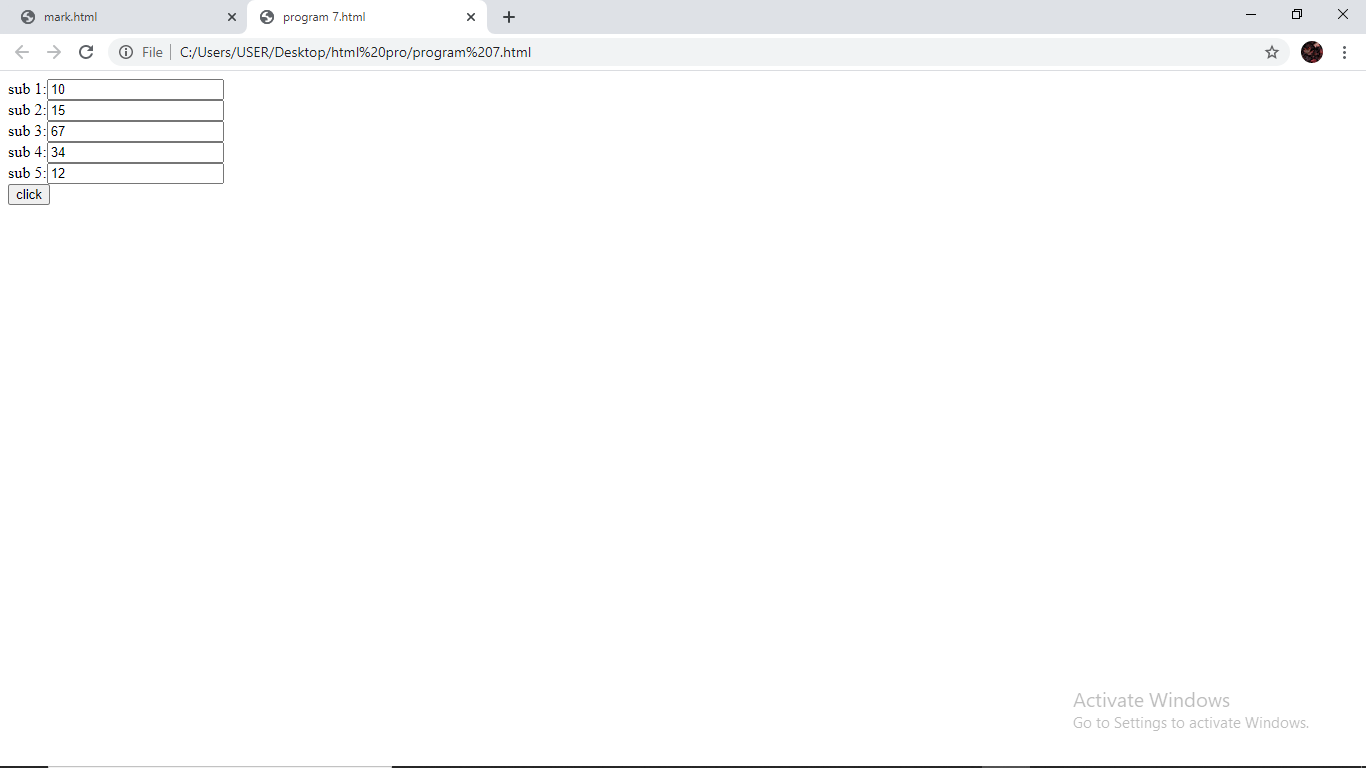 mark.html
program 7.html
File
C:/Users/USER/Desktop/html%20pro/program%207.html
sub 1: 10
sub 2: 15
sub 3: 67
sub 4: 34
sub 5: 12
click
Activate Windows
Go to Settings to activate Windows.